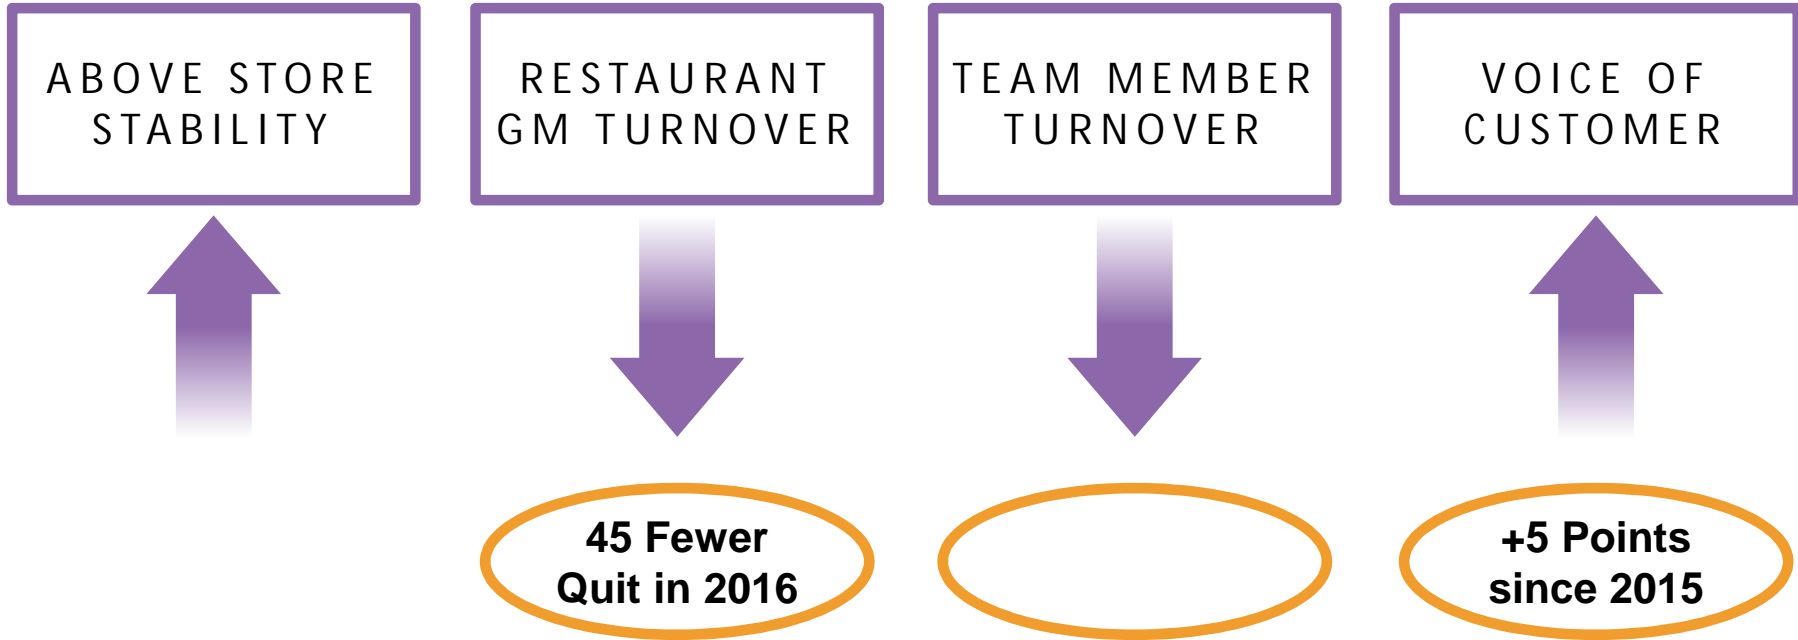 ABOVE STORE
STABILITY
RESTAURANT
GM TURNOVER
TEAM MEMBER
TURNOVER
VOICE OF
CUSTOMER
45 Fewer
Quit in 2016
+5 Points
since 2015